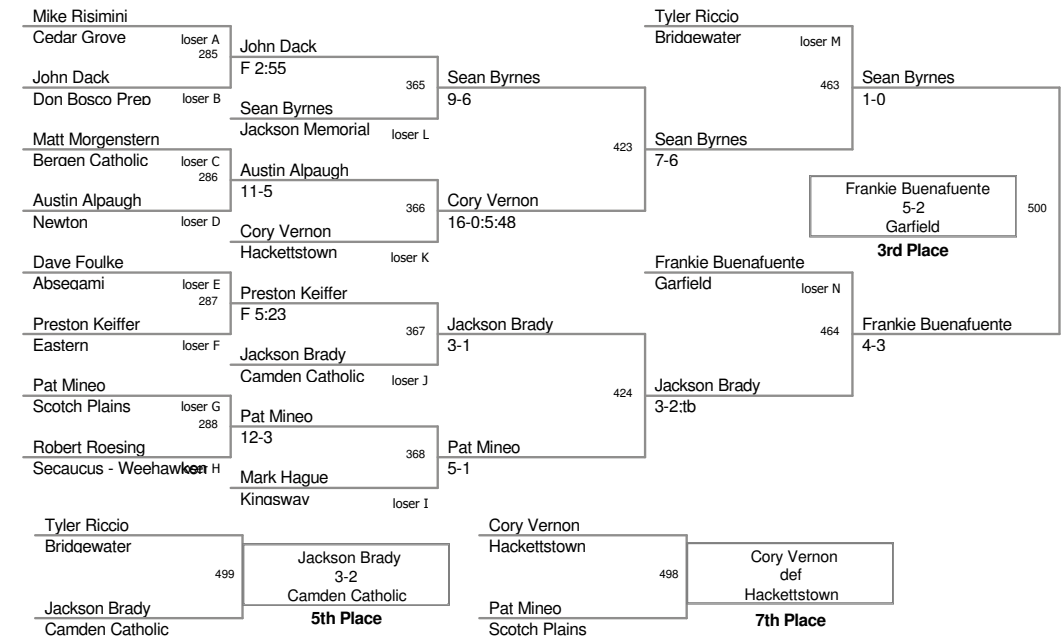 Mike Risimini
Cedar Grove
loser A
285
John Dack
Don Bosco Prep
loser B
Matt Morgenstern
Bergen Catholic
loser C
286
Austin Alpaugh
Newton
loser D
Dave Foulke
Absegami
loser E
287
Preston Keiffer
Eastern
loser F
Pat Mineo
Scotch Plains
loser G
288
Robert Roesing
Secaucus - Weehawken
loser H
John Dack
F 2:55
365
Sean Byrnes
Jackson Memorial
loser L
Austin Alpaugh
11-5
366
Cory Vernon
Hackettstown
loser K
Preston Keiffer
F 5:23
367
Jackson Brady
Camden Catholic
loser J
Pat Mineo
12-3
368
Mark Hague
Kingsway
loser I
Sean Byrnes
9-6
423
Cory Vernon
16-0:5:48
Jackson Brady
3-1
424
Pat Mineo
5-1
Tyler Riccio
Bridgewater
loser M
463
Sean Byrnes
7-6
Frankie Buenafuente
Garfield
loser N
464
Jackson Brady
3-2:tb
Sean Byrnes
1-0
Frankie Buenafuente
5-2
Garfield
500
3rd Place
Frankie Buenafuente
4-3
Tyler Riccio
Bridgewater
499
Jackson Brady
Camden Catholic
Jackson Brady
3-2
Camden Catholic
5th Place
Cory Vernon
Hackettstown
498
Pat Mineo
Scotch Plains
Cory Vernon
def
Hackettstown
7th Place